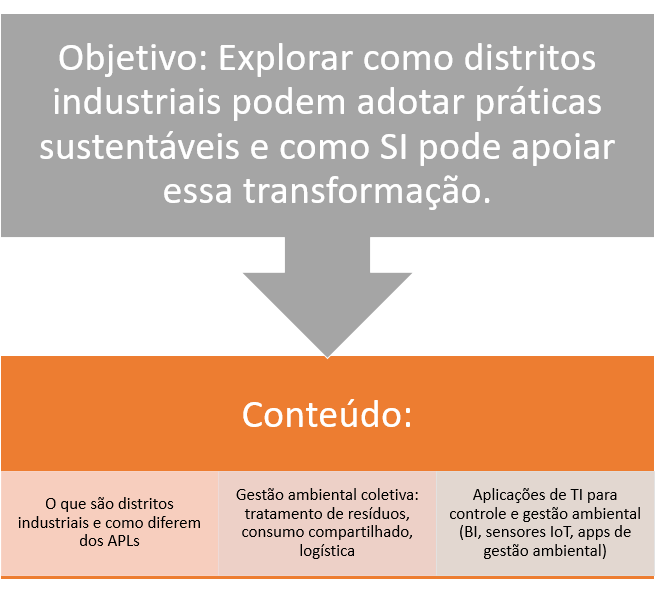 Objetivo: Explorar como distritos
industriais podem adotar práticas
sustentáveis e como SI pode apoiar
essa transformação.
Conteúdo:
O que são distritos
industriais e como diferem
dos APLs
Gestão ambiental coletiva:
tratamento de resíduos,
consumo compartilhado,
logística
Aplicações de TI para
controle e gestão ambiental
(BI, sensores IoT, apps de
gestão ambiental)